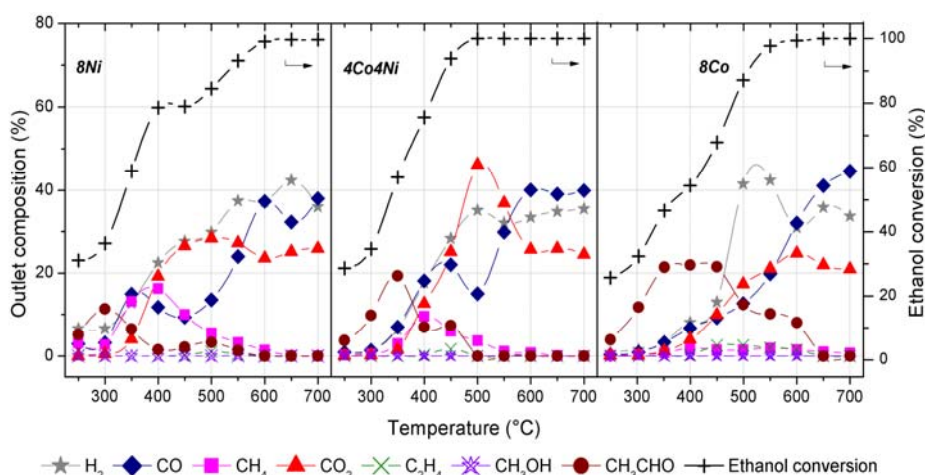 8Ni 4Co4Ni 8Co
Outlet composition (%)
80
60
40
20
0
100
80
60
40
20
0
Ethanol conversion (%)
300 400 500 600 700 300 400 500 600 700 300 400 500 600 700
Temperature (°C)
H₂ CO CH₄ CO₂ C₂H₄ CH₃OH CH₃CHO Ethanol conversion